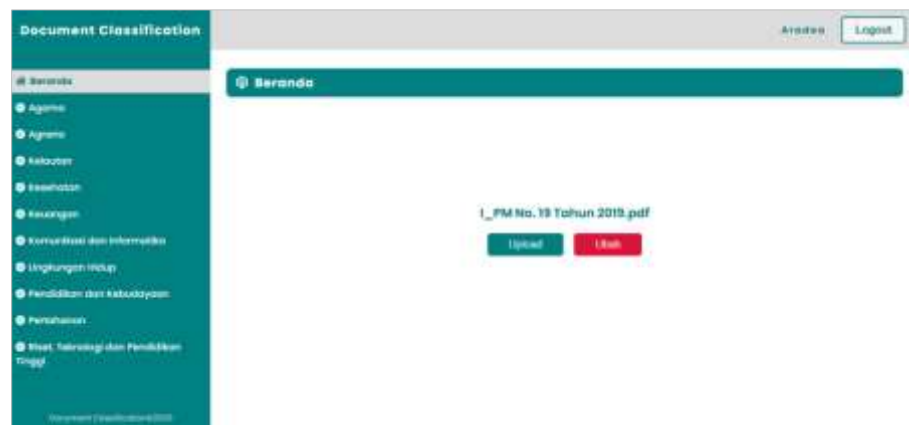 Document Classification
Logout
Beranda
Beranda
Agama
Agraria
Kelautan
Kesehatan
Keuangan
Komunikasi dan Informatika
Lingkungan Hidup
Pendidikan dan Kebudayaan
Pertahanan
Riset, Teknologi dan Pendidikan
Tinggi
1_PM No. 19 Tahun 2019.pdf
Upload
Ubah